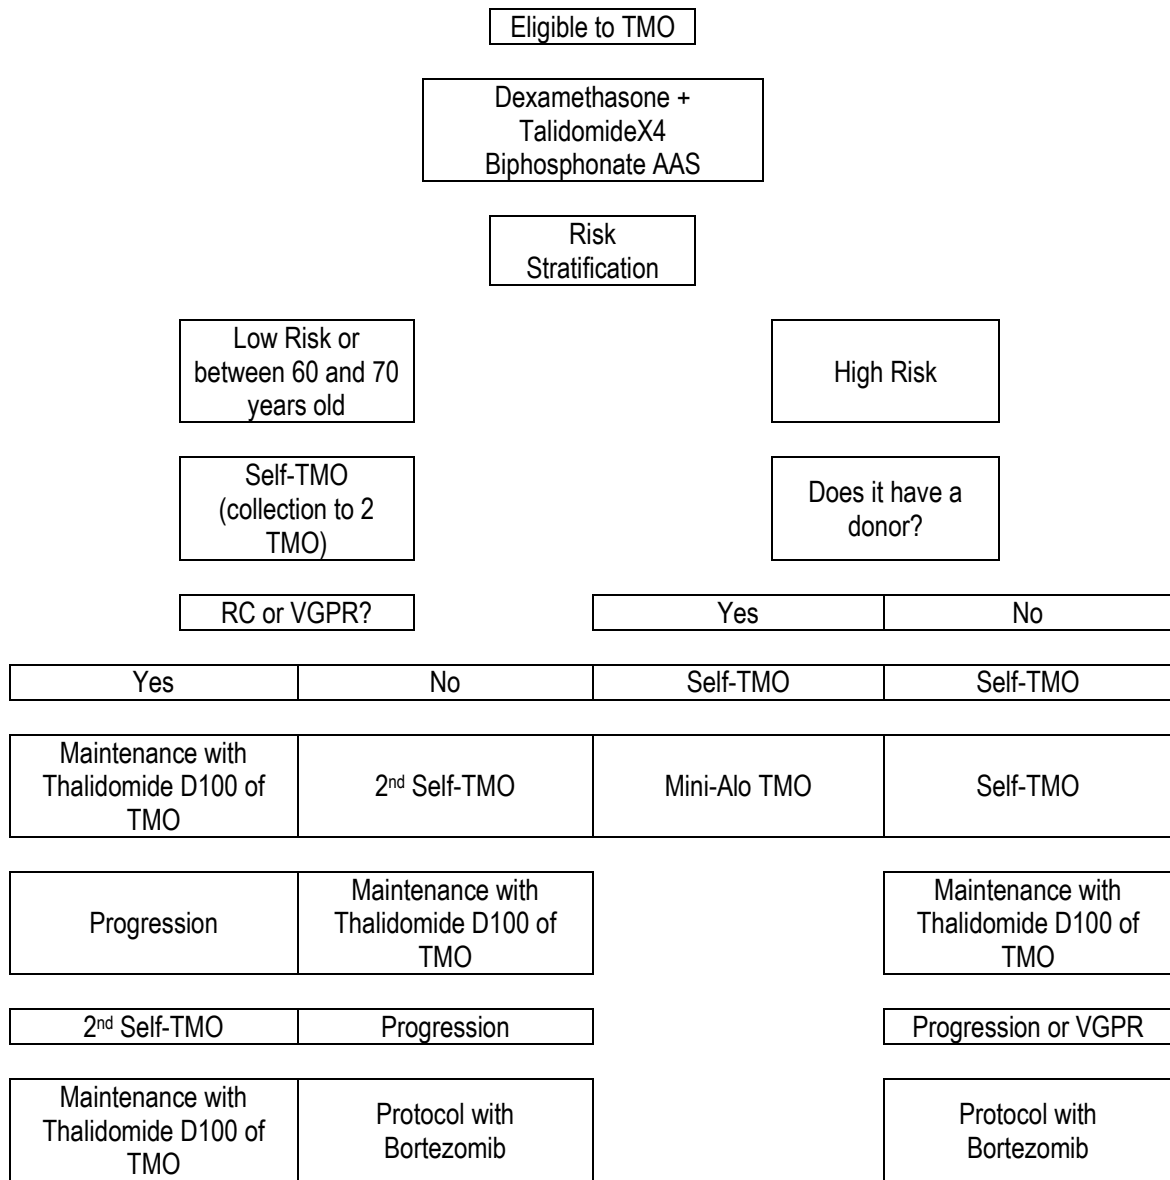 Eligible to TMO
Dexamethasone +
TalidomideX4
Biphosphonate AAS
Risk
Stratification
Low Risk or
between 60 and 70
years old
High Risk
Self-TMO
(collection to 2
TMO)
Does it have a
donor?
RC or VGPR?
Yes
No
Yes
No
Self-TMO
Self-TMO
Maintenance with
Thalidomide D100 of
TMO
2nd Self-TMO
Mini-Alo TMO
Self-TMO
Progression
Maintenance with
Thalidomide D100 of
TMO
Maintenance with
Thalidomide D100 of
TMO
2nd Self-TMO
Progression
Progression or VGPR
Maintenance with
Thalidomide D100 of
TMO
Protocol with
Bortezomib
Protocol with
Bortezomib